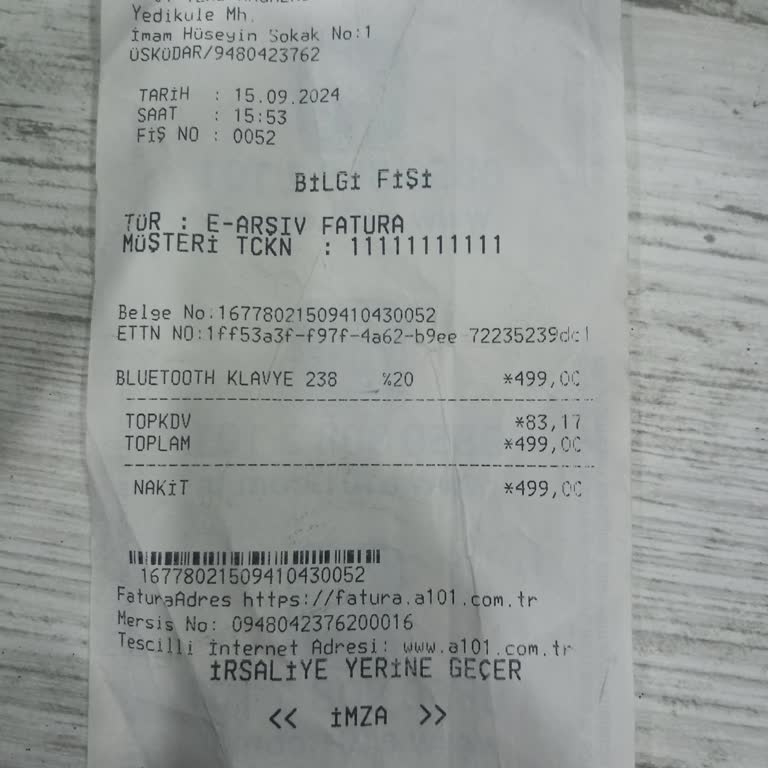 Yedikule Mh.
İmam Hüseyin Sokak No:1
ÜSKÜDAR/9480423762
TARİH : 15.09.2024
SAAT : 15:53
FİŞ NO : 0052
BİLGİ FİŞİ
TÜR : E-ARŞIV FATURA
MÜŞTERİ TCKN : 11111111111
Belge No:16778021509410430052
ETTN NO:1ff53a3f-f97f-4a62-b9ee 72235239dc1
BLUETOOTH KLAVYE 238 %20 *499,00
TOPKDV *83,17
TOPLAM *499,00
NAKİT *499,00
16778021509410430052
FaturaAdres https://fatura.a101.com.tr
Mersis No: 0948042376200016
Tescilli İnternet Adresi: www.a101.com.tr
İRSALİYE YERİNE GEÇER
<< İMZA >>